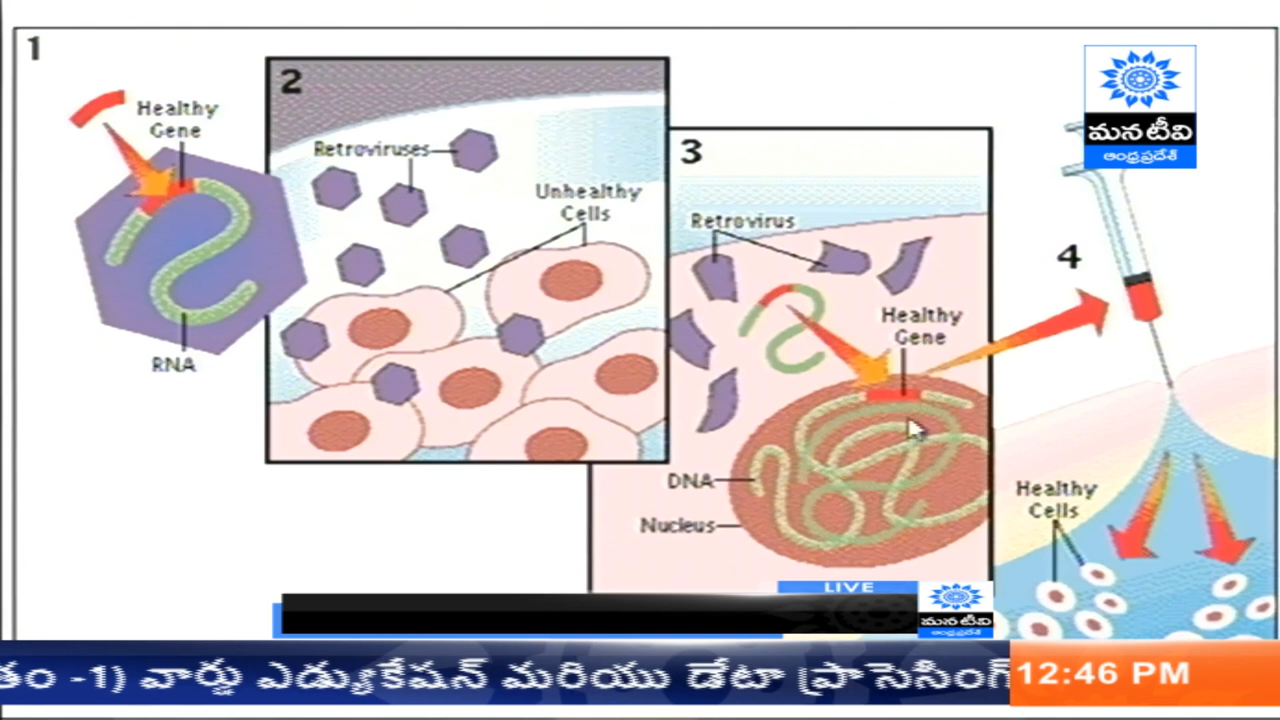 1
Healthy
Gene
RNA
2
Retroviruses
Unhealthy
Cells
3
Retrovirus
Healthy
Gene
DNA
Nucleus
4
Healthy
Cells
మన టీవి
ఆంధ్రప్రదేశ్
LIVE
మన టీవి
ఆంధ్రప్రదేశ్
-1) వార్డు ఎడ్యుకేషన్ మరియు డేటా ప్రాసెసింగ్
12:46 PM